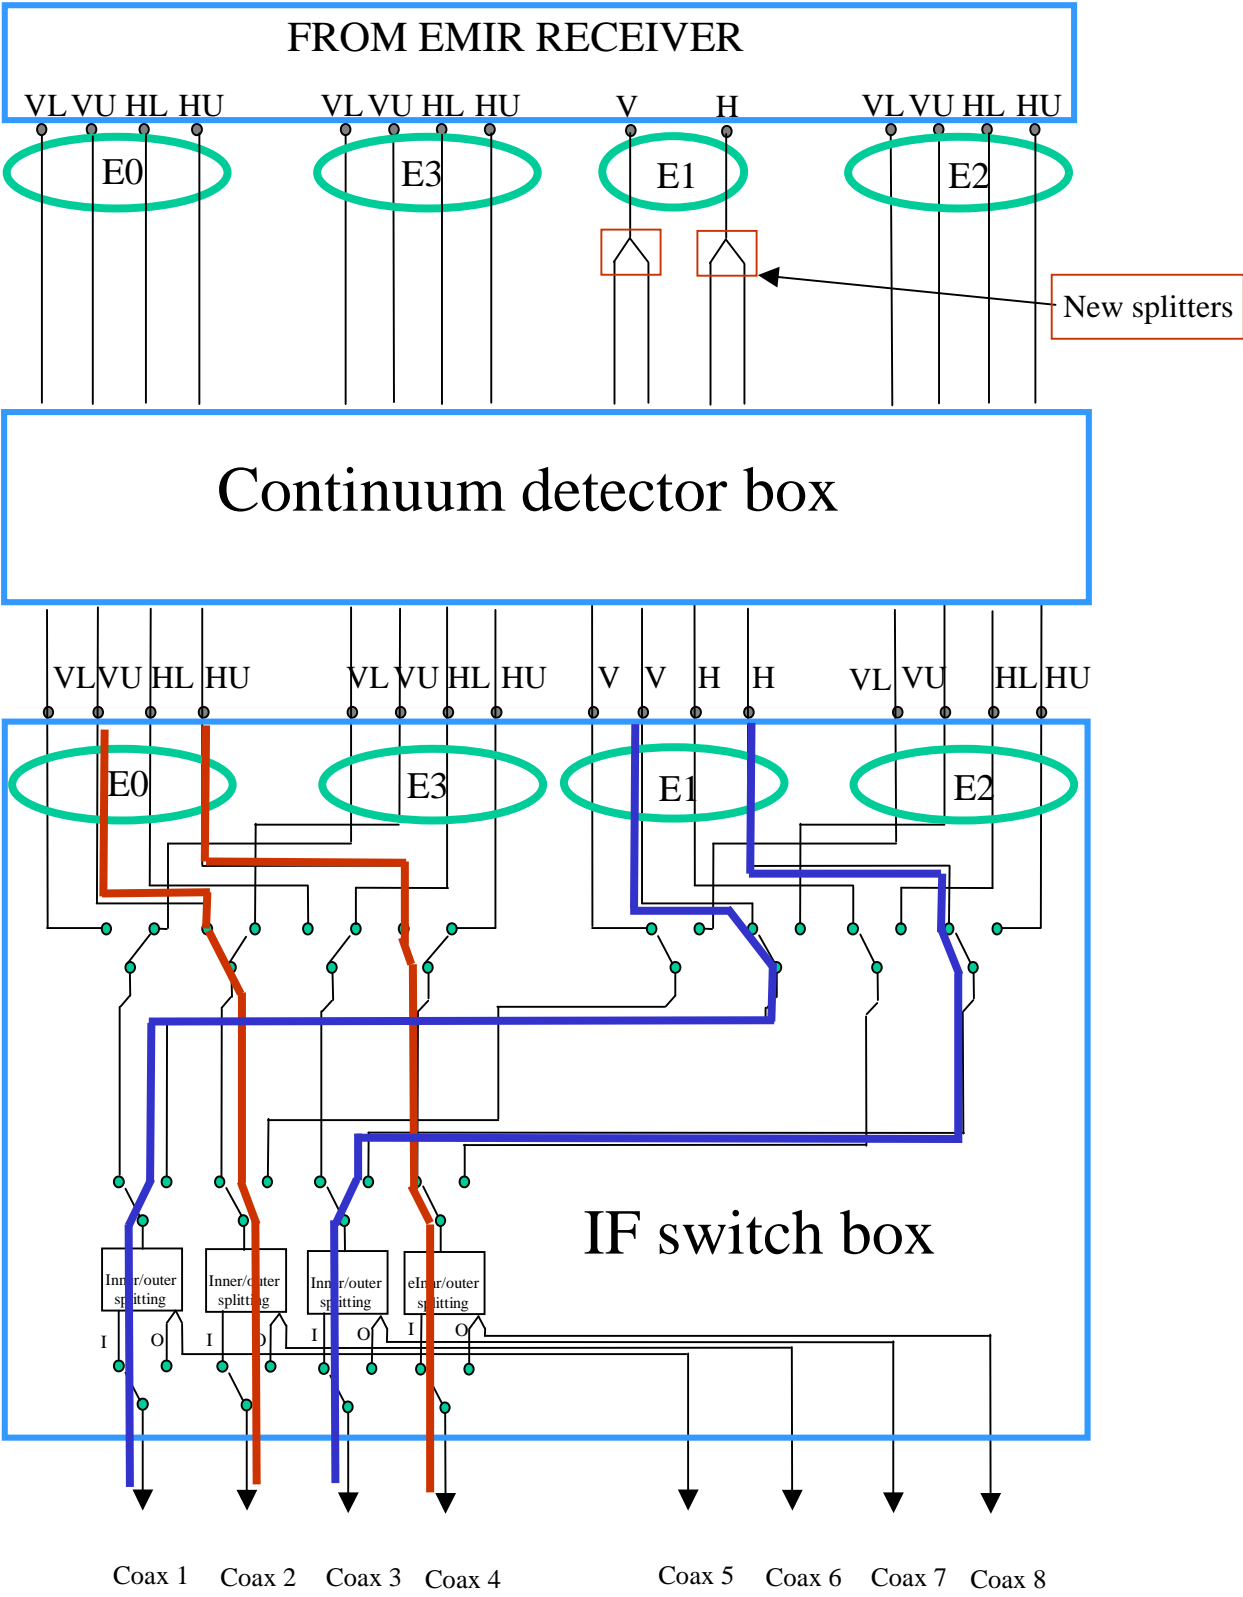 FROM EMIR RECEIVER
VL VU HL HU VL VU HL HU V H VL VU HL HU
E0 E3 E1 E2
New splitters
Continuum detector box
VL VU HL HU VL VU HL HU V V H H VL VU HL HU
E0 E3 E1 E2
IF switch box
Inner/outer Inner/outer Inner/outer eInnr/outer
splitting splitting splitting splitting
I O I O I O I O
Coax 1 Coax 2 Coax 3 Coax 4 Coax 5 Coax 6 Coax 7 Coax 8